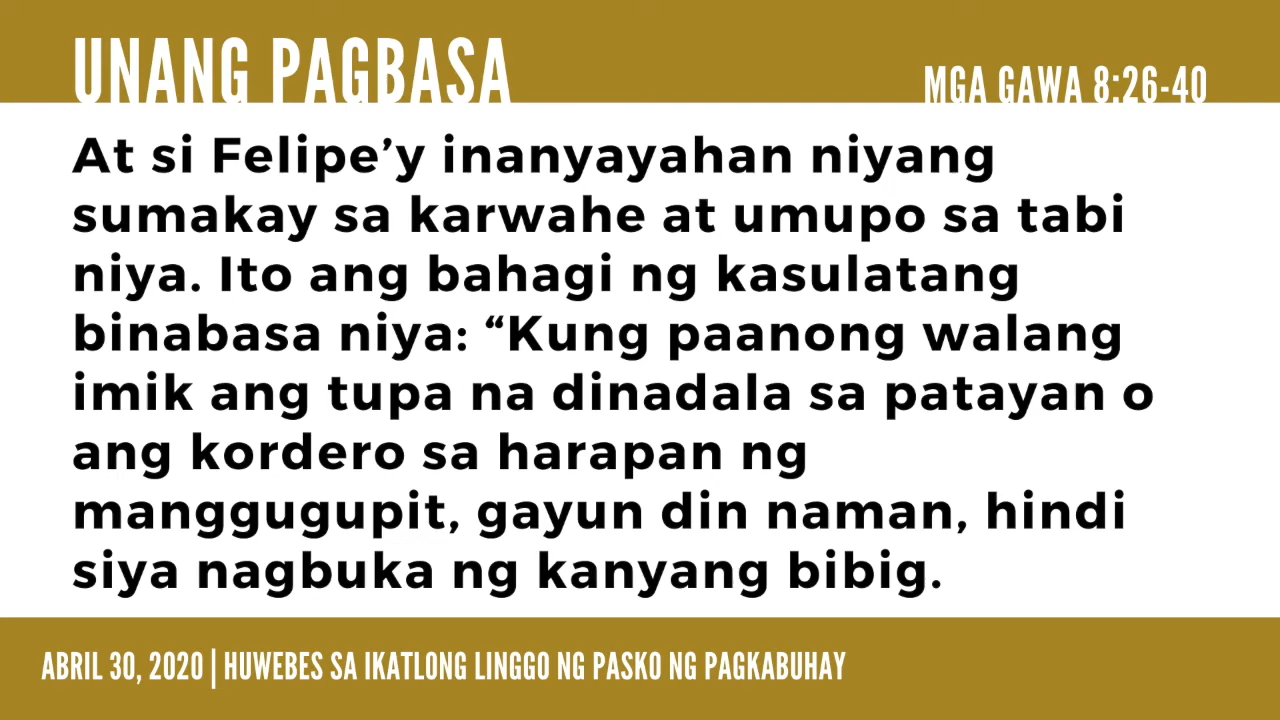 UNANG PAGBASA
MGA GAWA 8:26-40
At si Felipe’y inanyayahan niyang
sumakay sa karwahe at umupo sa tabi
niya. Ito ang bahagi ng kasulatang
binabasa niya: “Kung paanong walang
imik ang tupa na dinadala sa patayan o
ang kordero sa harapan ng
manggugupit, gayun din naman, hindi
siya nagbuka ng kanyang bibig.
ABRIL 30, 2020 | HUWEBES SA IKATLONG LINGGO NG PASKO NG PAGKABUHAY